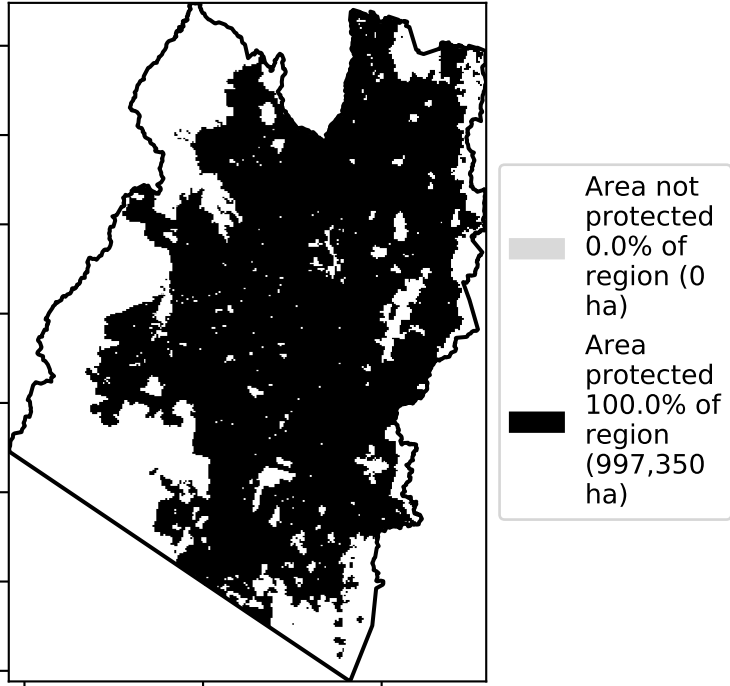 Area not
protected
0.0% of
region (0
ha)
Area
protected
100.0% of
region
(997,350
ha)